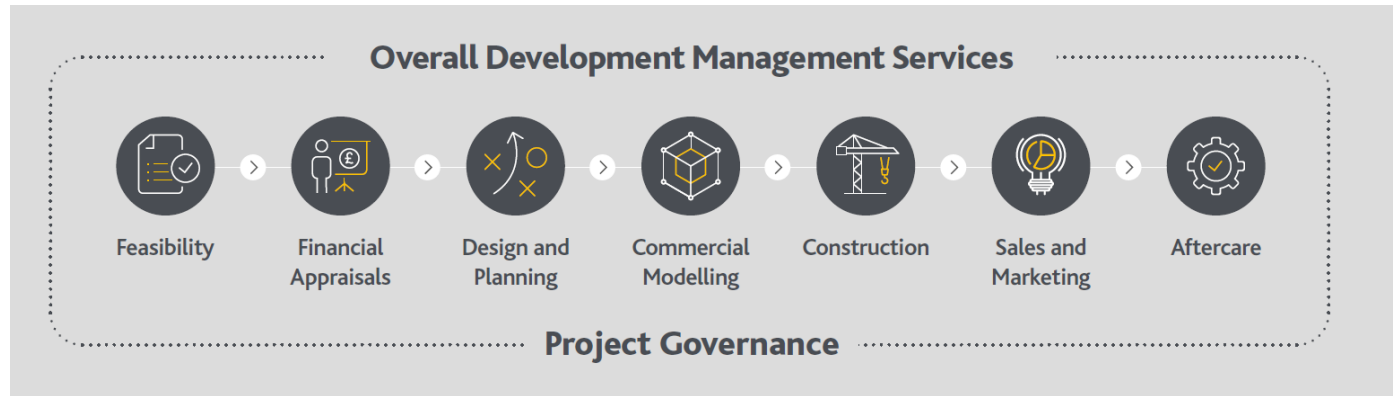 Overall Development Management Services
£
Feasibility
Financial
Appraisals
Design and
Planning
Commercial
Modelling
Construction
Sales and
Marketing
Aftercare
Project Governance